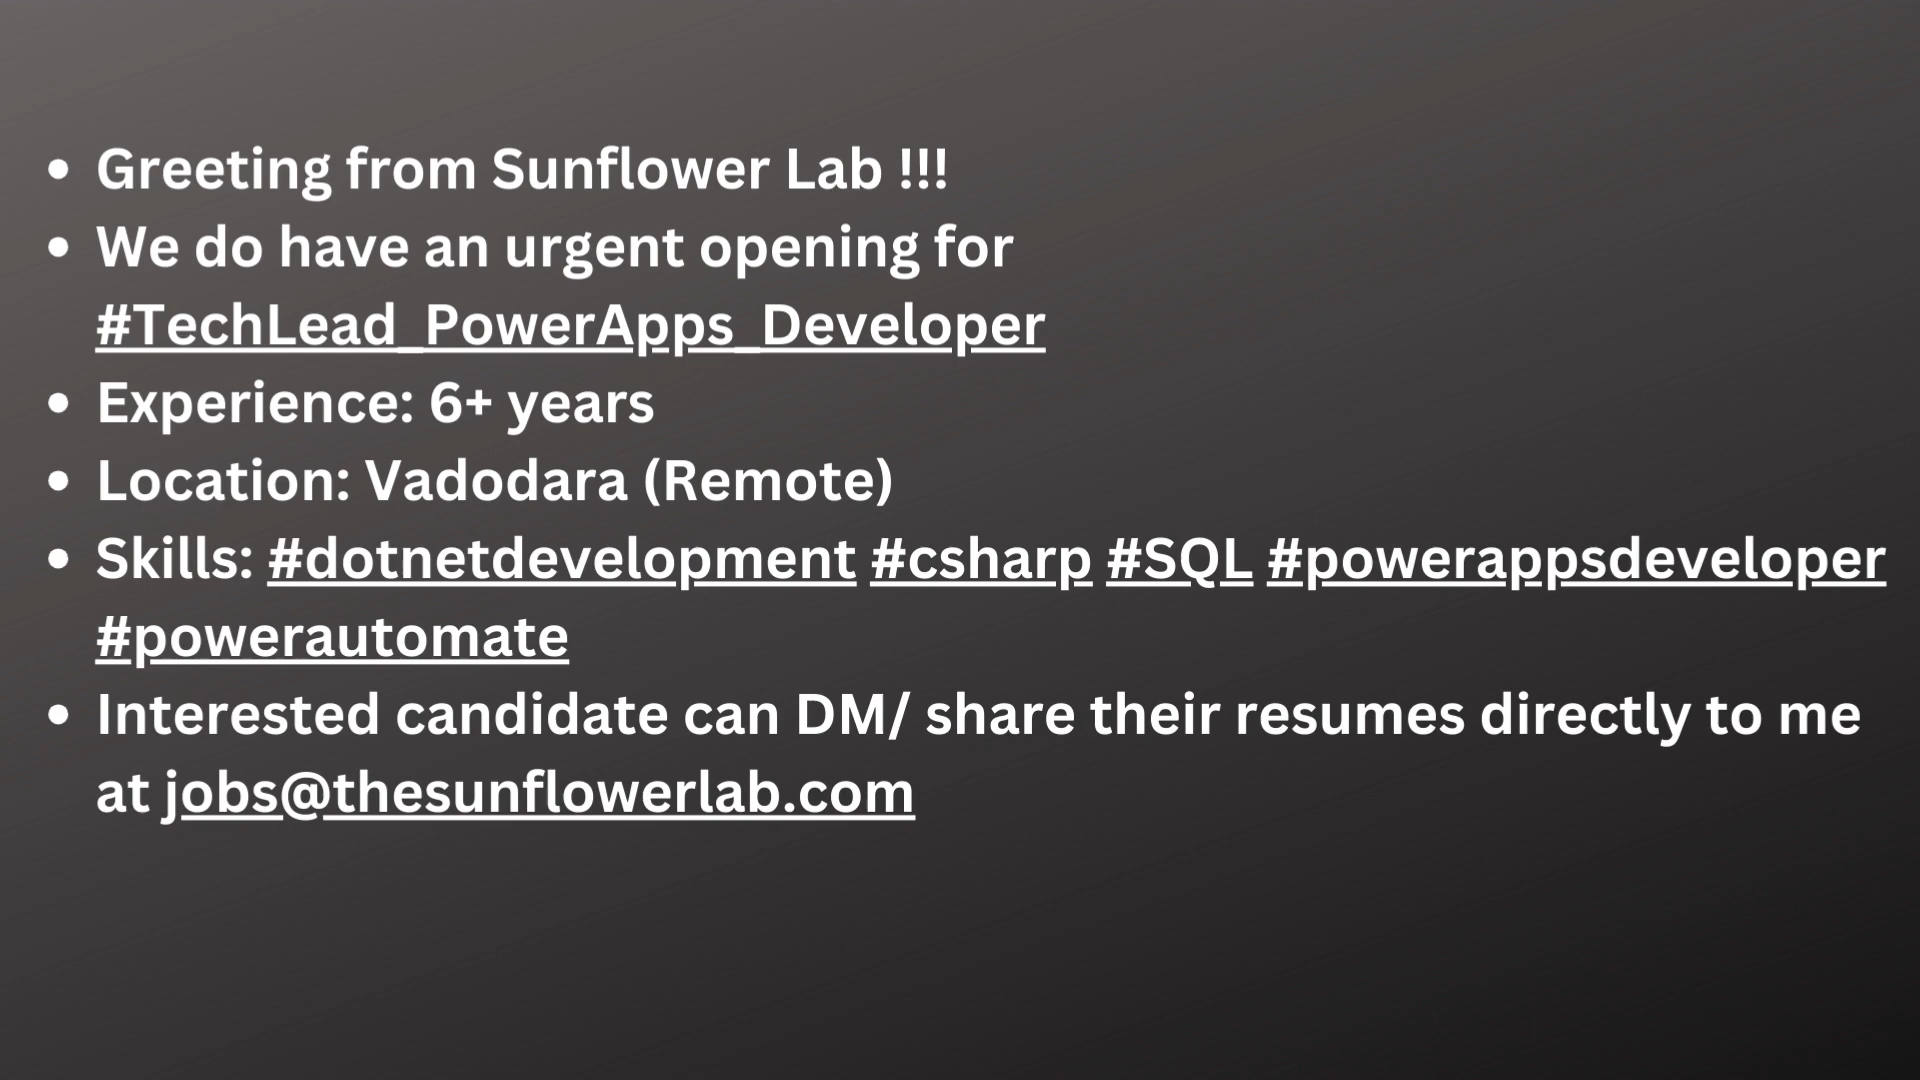 • Greeting from Sunflower Lab !!!
• We do have an urgent opening for
#TechLead_PowerApps_Developer
• Experience: 6+ years
• Location: Vadodara (Remote)
• Skills: #dotnetdevelopment #csharp #SQL #powerappsdeveloper
#powerautomate
• Interested candidate can DM/ share their resumes directly to me
at jobs@thesunflowerlab.com